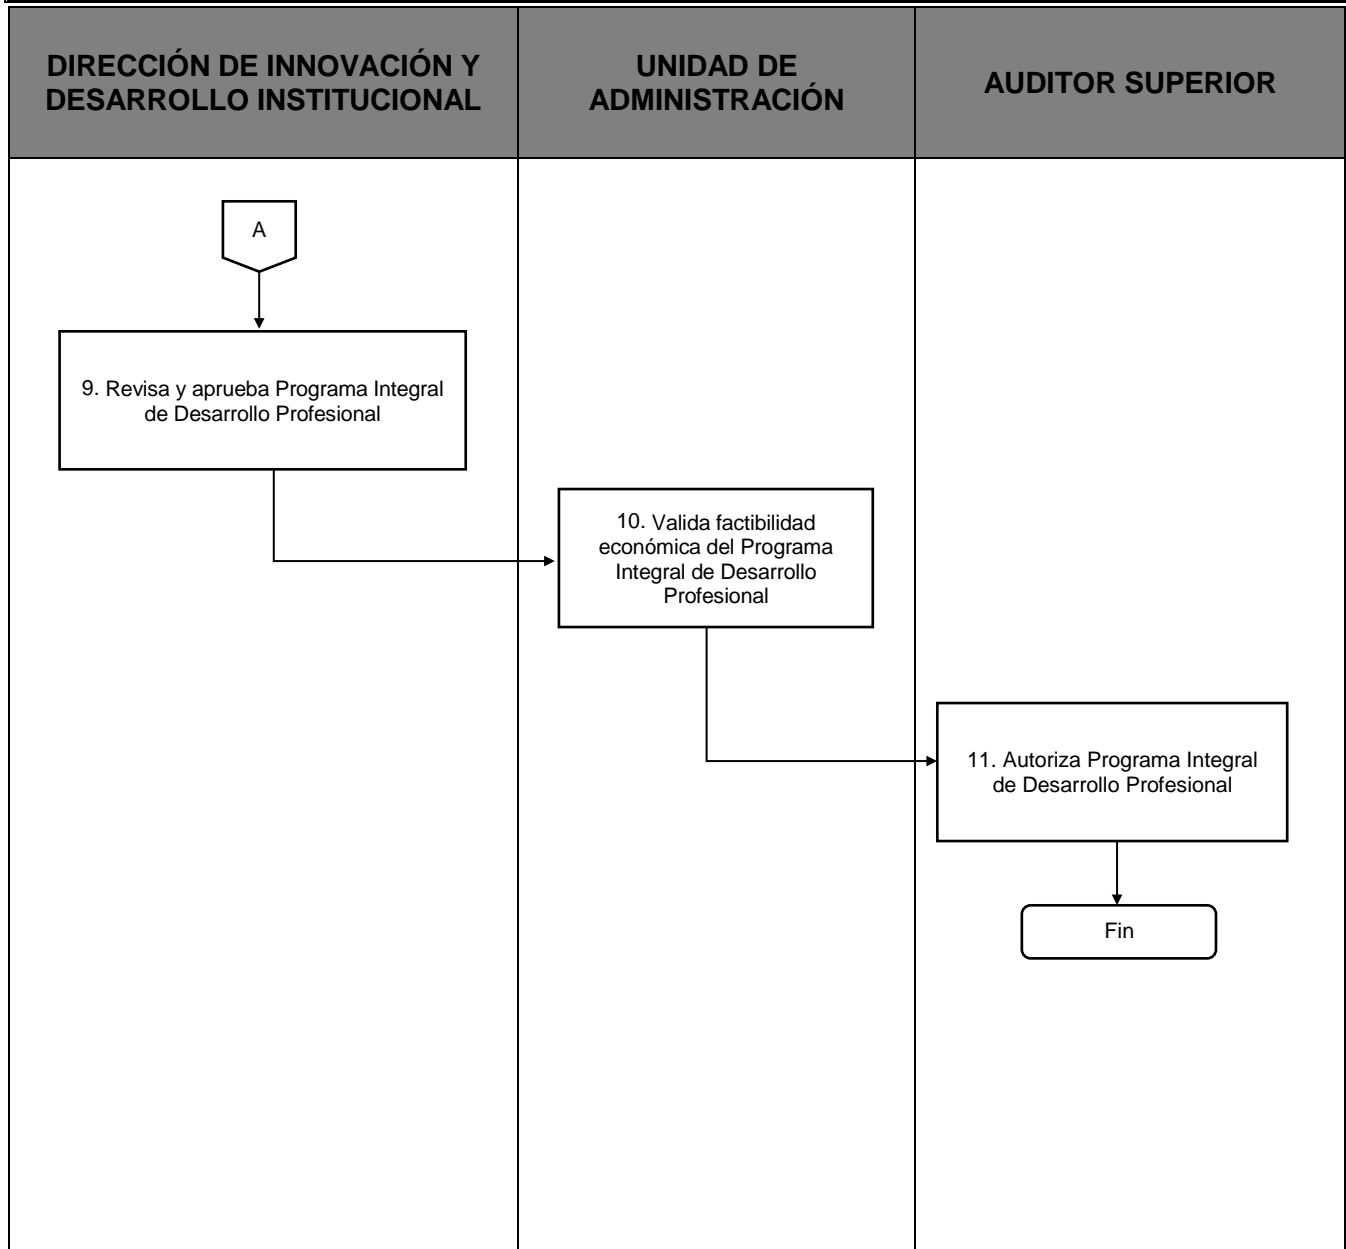 DIRECCIÓN DE INNOVACIÓN Y
DESARROLLO INSTITUCIONAL
UNIDAD DE
ADMINISTRACIÓN
AUDITOR SUPERIOR
A
9. Revisa y aprueba Programa Integral
de Desarrollo Profesional
10. Valida factibilidad
económica del Programa
Integral de Desarrollo
Profesional
11. Autoriza Programa Integral
de Desarrollo Profesional
Fin